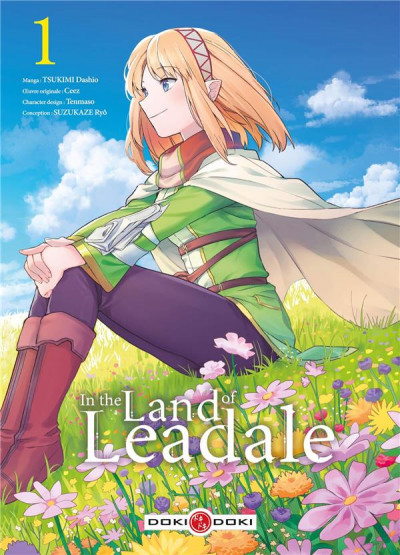 1
Manga : TSUKIMI Dashio
Œuvre originale : Ceez
Character design : Tenmaso
Conception : SUZUKAZE Ryô
In the Land of
Leadale
DOKI DOKI